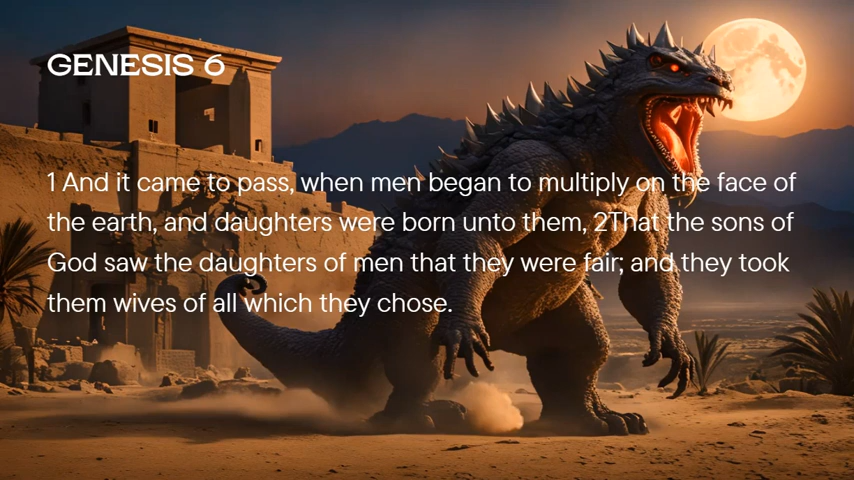 GENESIS 6
1 And it came to pass, when men began to multiply on the face of
the earth, and daughters were born unto them, 2That the sons of
God saw the daughters of men that they were fair; and they took
them wives of all which they chose.